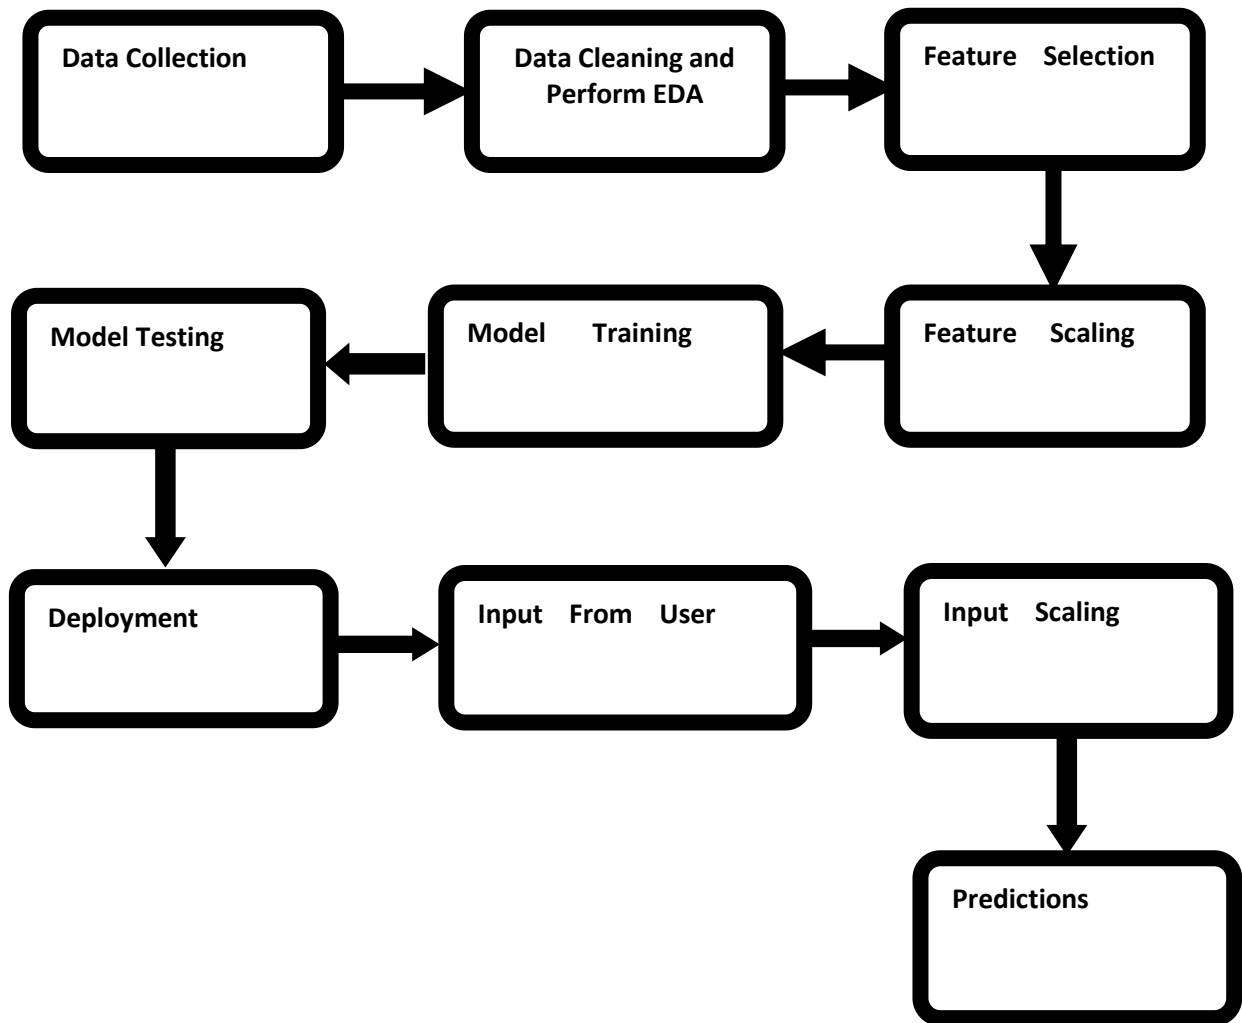 Data Collection
Data Cleaning and
Perform EDA
Feature Selection
Feature Scaling
Model Training
Model Testing
Deployment
Input From User
Input Scaling
Predictions